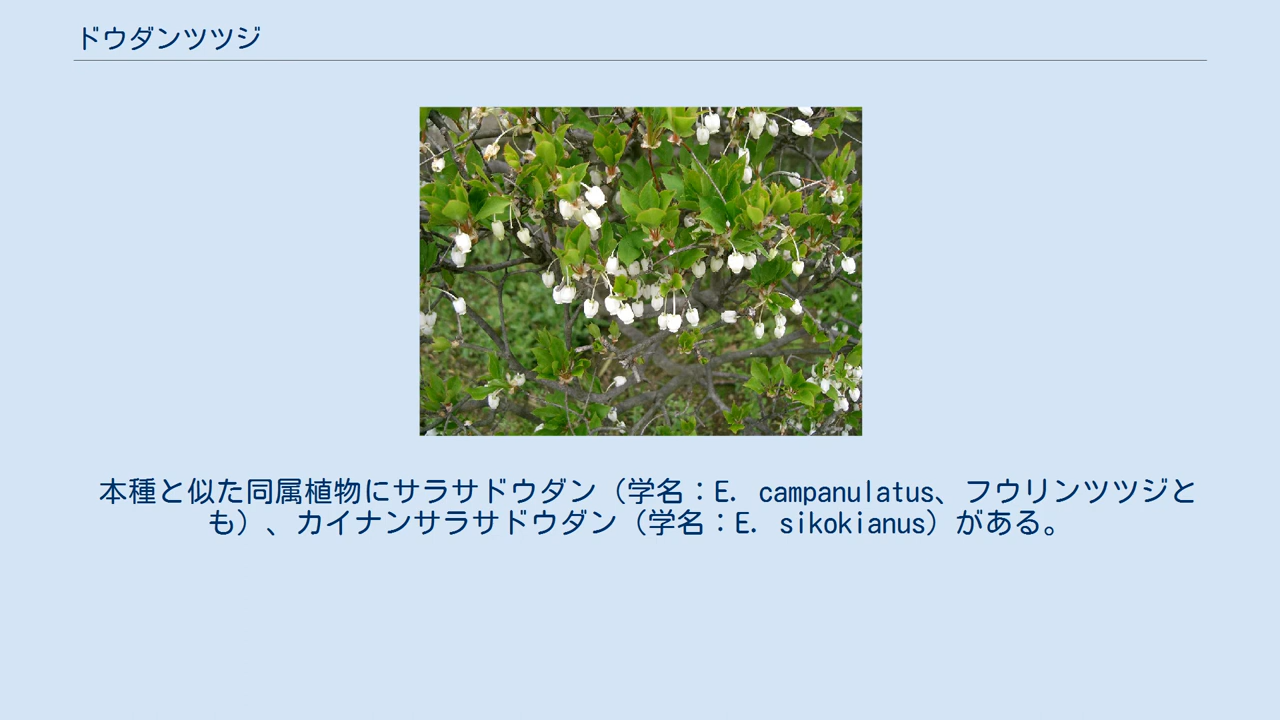 ドウダンツツジ
本種と似た同属植物にサラサドウダン（学名：E. campanulatus、フウリンツツジと
も）、カイナンサラサドウダン（学名：E. sikokianus）がある。